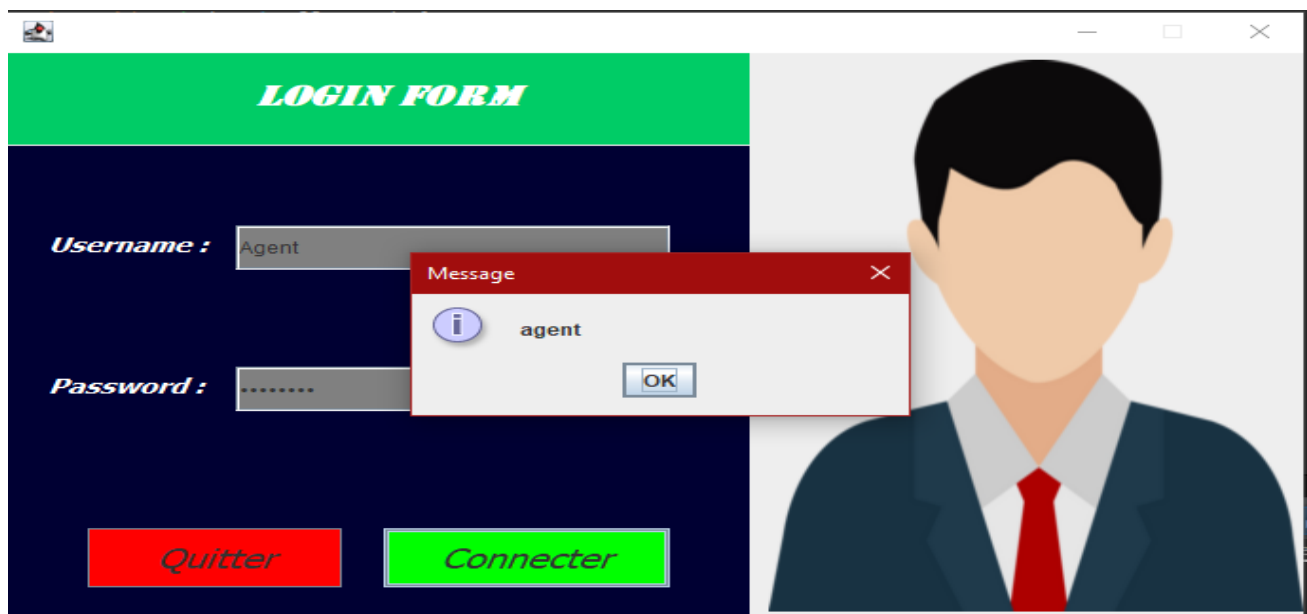 LOGIN FORM
Username :
Agent
Message
i
agent
OK
Password :
••••••••
Quitter
Connecter